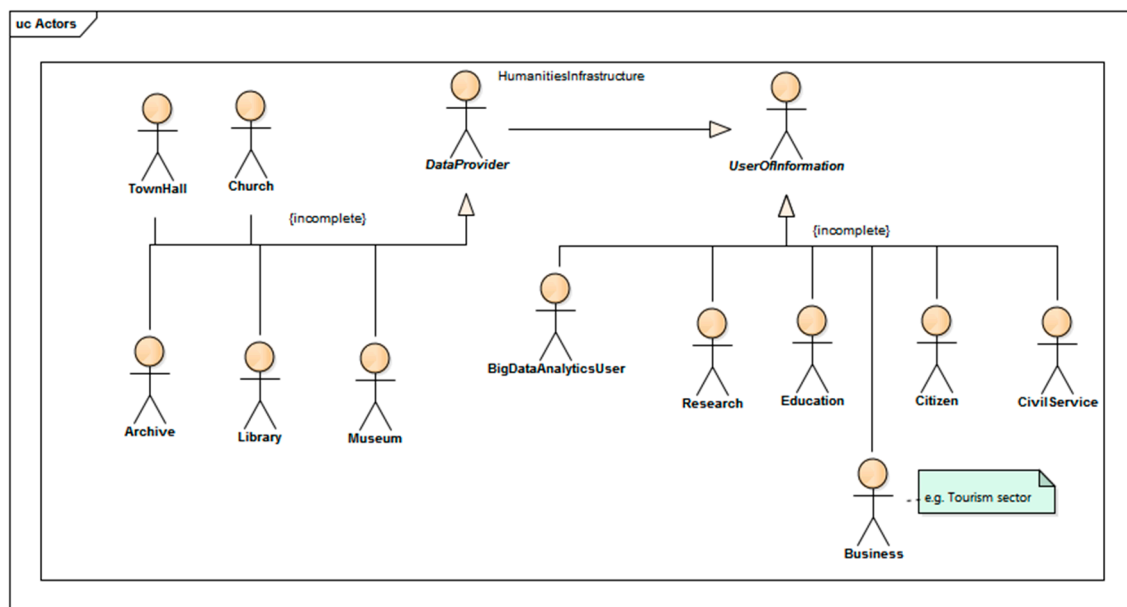 uc Actors
HumanitiesInfrastructure
DataProvider
UserOfInformation
TownHall
Church
{incomplete}
{incomplete}
BigDataAnalyticsUser
Research
Education
Citizen
CivilService
Archive
Library
Museum
e.g. Tourism sector
Business